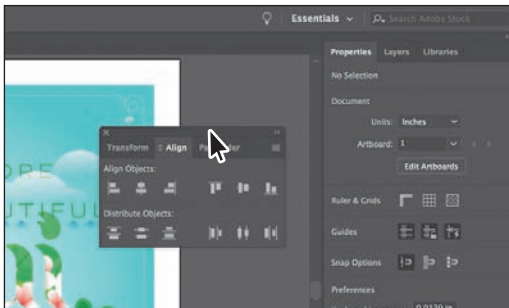 Essentials
Search Adobe Stock
Properties Layers Libraries
No Selection
Document
Units: Inches
Artboard: 1
Edit Artboards
Ruler & Grids
Guides
Snap Options
Preferences
Transform Align
Align Objects:
Distribute Objects: